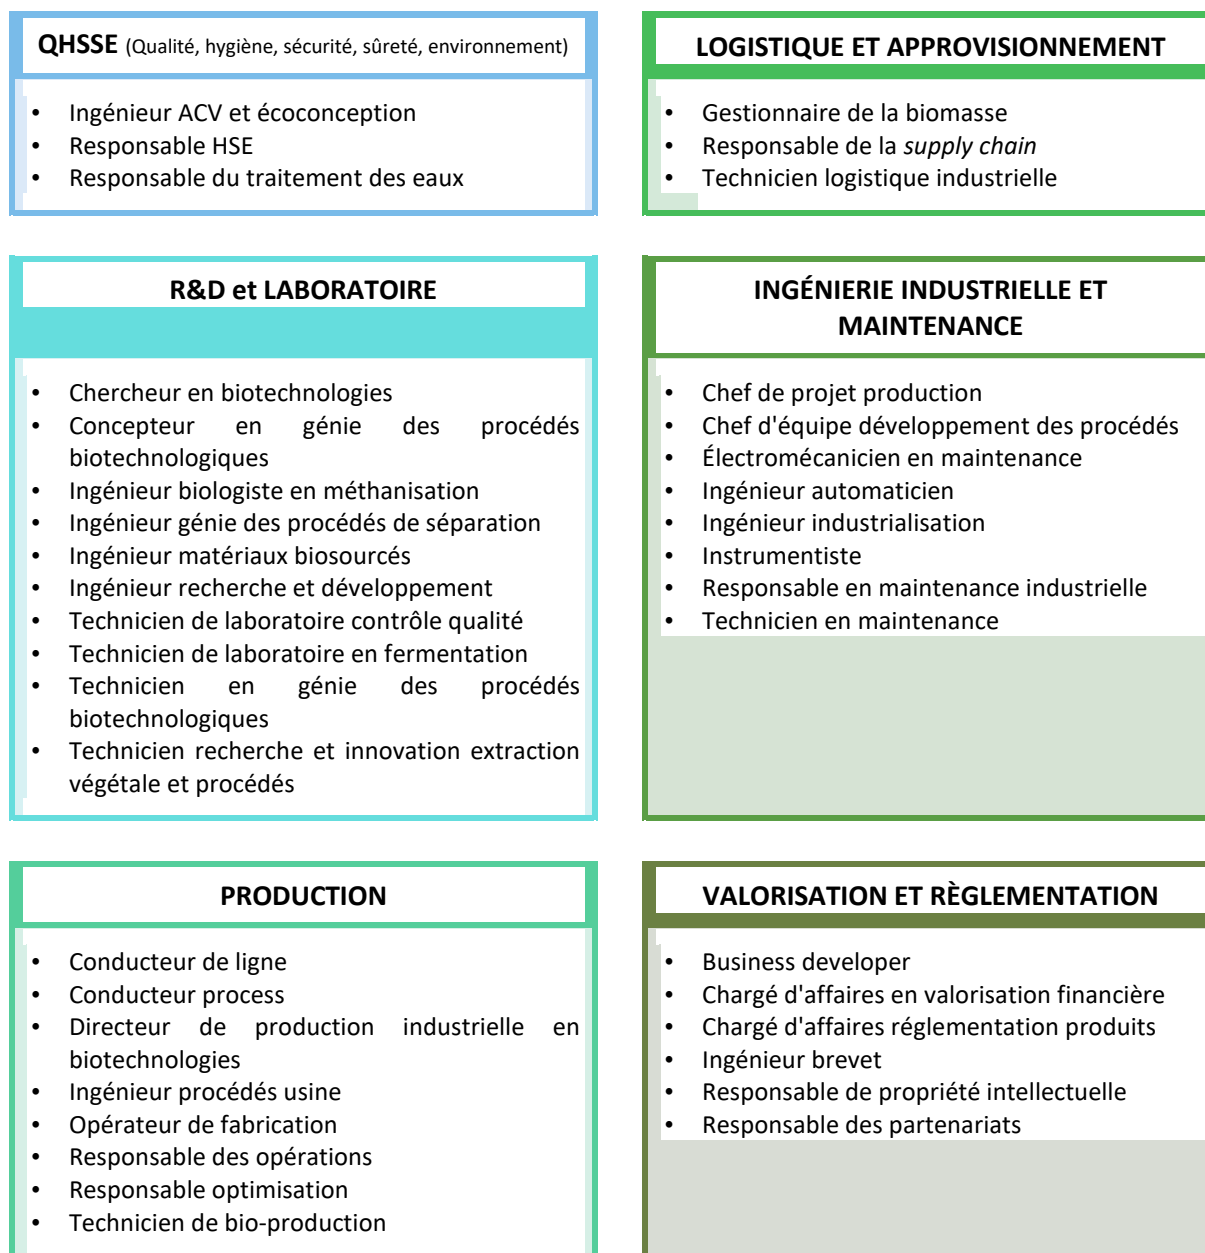 QHSSE (Qualité, hygiène, sécurité, sûreté, environnement)
• Ingénieur ACV et écoconception
• Responsable HSE
• Responsable du traitement des eaux
LOGISTIQUE ET APPROVISIONNEMENT
• Gestionnaire de la biomasse
• Responsable de la supply chain
• Technicien logistique industrielle
R&D et LABORATOIRE
• Chercheur en biotechnologies
• Concepteur en génie des procédés
biotechnologiques
• Ingénieur biologiste en méthanisation
• Ingénieur génie des procédés de séparation
• Ingénieur matériaux biosourcés
• Ingénieur recherche et développement
• Technicien de laboratoire contrôle qualité
• Technicien de laboratoire en fermentation
• Technicien en génie des procédés
biotechnologiques
• Technicien recherche et innovation extraction
végétale et procédés
INGÉNIERIE INDUSTRIELLE ET
MAINTENANCE
• Chef de projet production
• Chef d'équipe développement des procédés
• Électromécanicien en maintenance
• Ingénieur automaticien
• Ingénieur industrialisation
• Instrumentiste
• Responsable en maintenance industrielle
• Technicien en maintenance
PRODUCTION
• Conducteur de ligne
• Conducteur process
• Directeur de production industrielle en
biotechnologies
• Ingénieur procédés usine
• Opérateur de fabrication
• Responsable des opérations
• Responsable optimisation
• Technicien de bio-production
VALORISATION ET RÈGLEMENTATION
• Business developer
• Chargé d'affaires en valorisation financière
• Chargé d'affaires réglementation produits
• Ingénieur brevet
• Responsable de propriété intellectuelle
• Responsable des partenariats